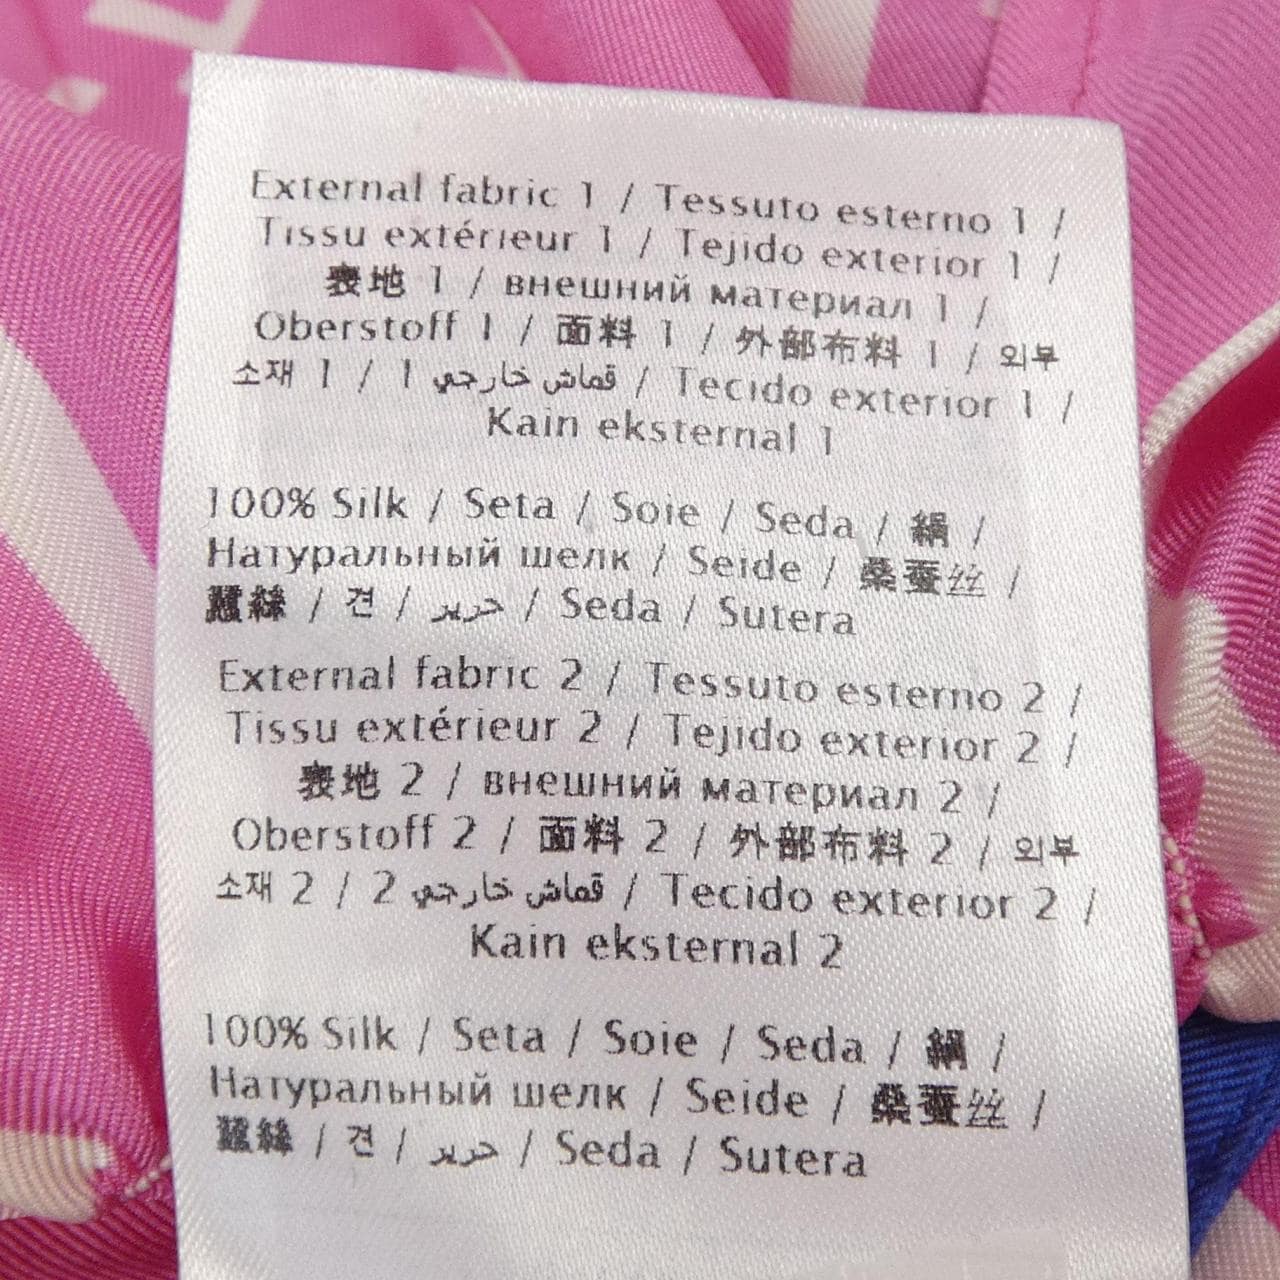 External fabric 1 / Tessuto esterno 1 /
Tissu extérieur 1 / Tejido exterior 1 /
表地 1 / внешний материал 1 /
Oberstoff 1 / 面料 1 / 外部布料 1 / 외부
소재 1 / قماش خارجي 1 / Tecido exterior 1 /
Kain eksternal 1
100% Silk / Seta / Soie / Seda / 絹 /
Натуральный шелк / Seide / 桑蚕丝 /
蠶絲 / 견 / حرير / Seda / Sutera
External fabric 2 / Tessuto esterno 2 /
Tissu extérieur 2 / Tejido exterior 2 /
表地 2 / внешний материал 2 /
Oberstoff 2 / 面料 2 / 外部布料 2 / 외부
소재 2 / قماش خارجي 2 / Tecido exterior 2 /
Kain eksternal 2
100% Silk / Seta / Soie / Seda / 絹 /
Натуральный шелк / Seide / 桑蚕丝 /
蠶絲 / 견 / حرير / Seda / Sutera